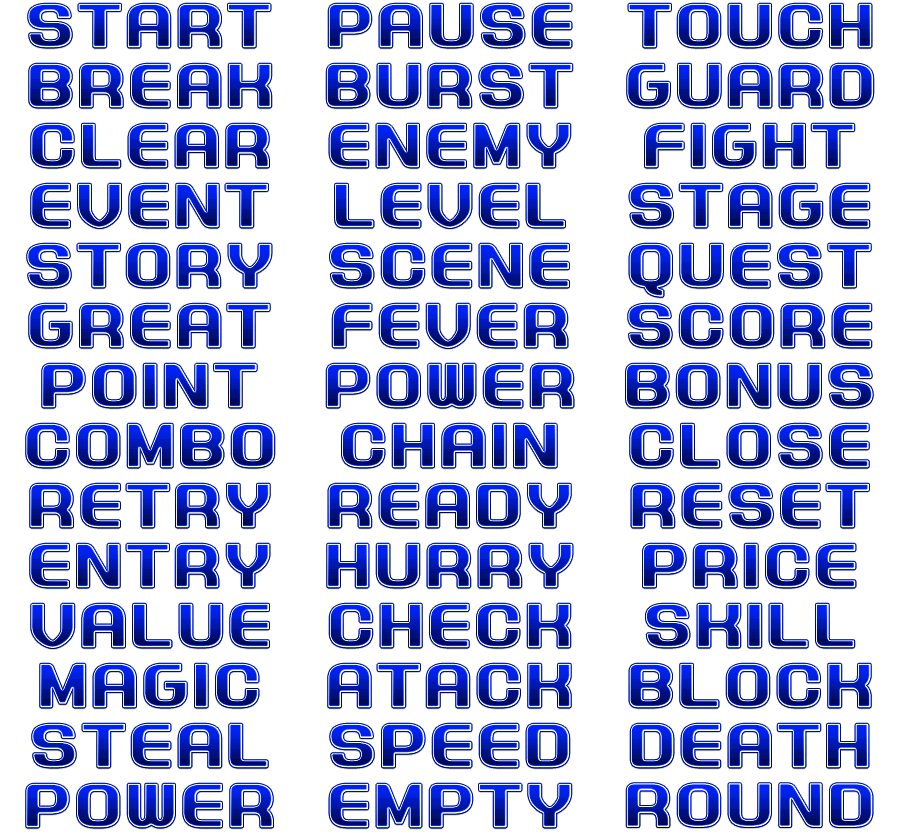 START PAUSE TOUCH
BREAK BURST GUARD
CLEAR ENEMY FIGHT
EVENT LEVEL STAGE
STORY SCENE QUEST
GREAT FEVER SCORE
POINT POWER BONUS
COMBO CHAIN CLOSE
RETRY READY RESET
ENTRY HURRY PRICE
VALUE CHECK SKILL
MAGIC ATACK BLOCK
STEAL SPEED DEATH
POWER EMPTY ROUND